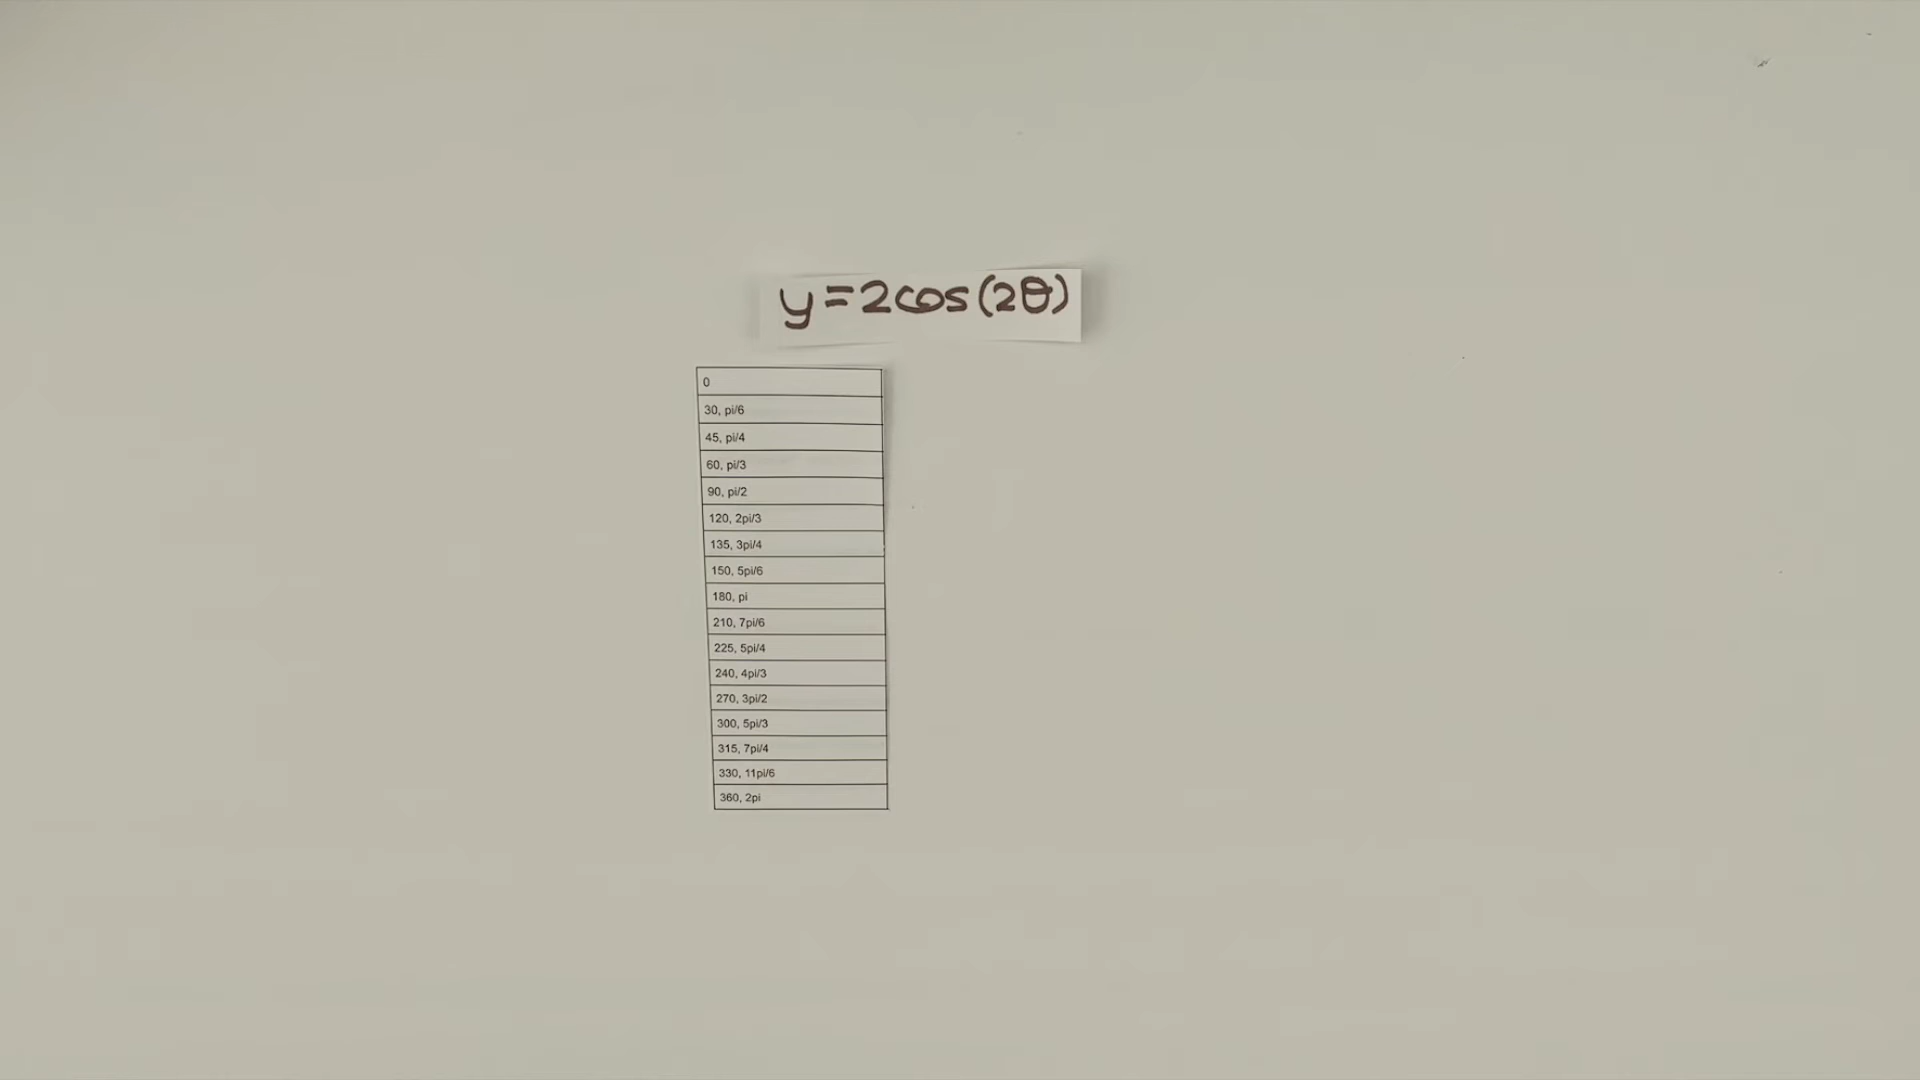 y=2cos(2θ)
0
30, pi/6
45, pi/4
60, pi/3
90, pi/2
120, 2pi/3
135, 3pi/4
150, 5pi/6
180, pi
210, 7pi/6
225, 5pi/4
240, 4pi/3
270, 3pi/2
300, 5pi/3
315, 7pi/4
330, 11pi/6
360, 2pi